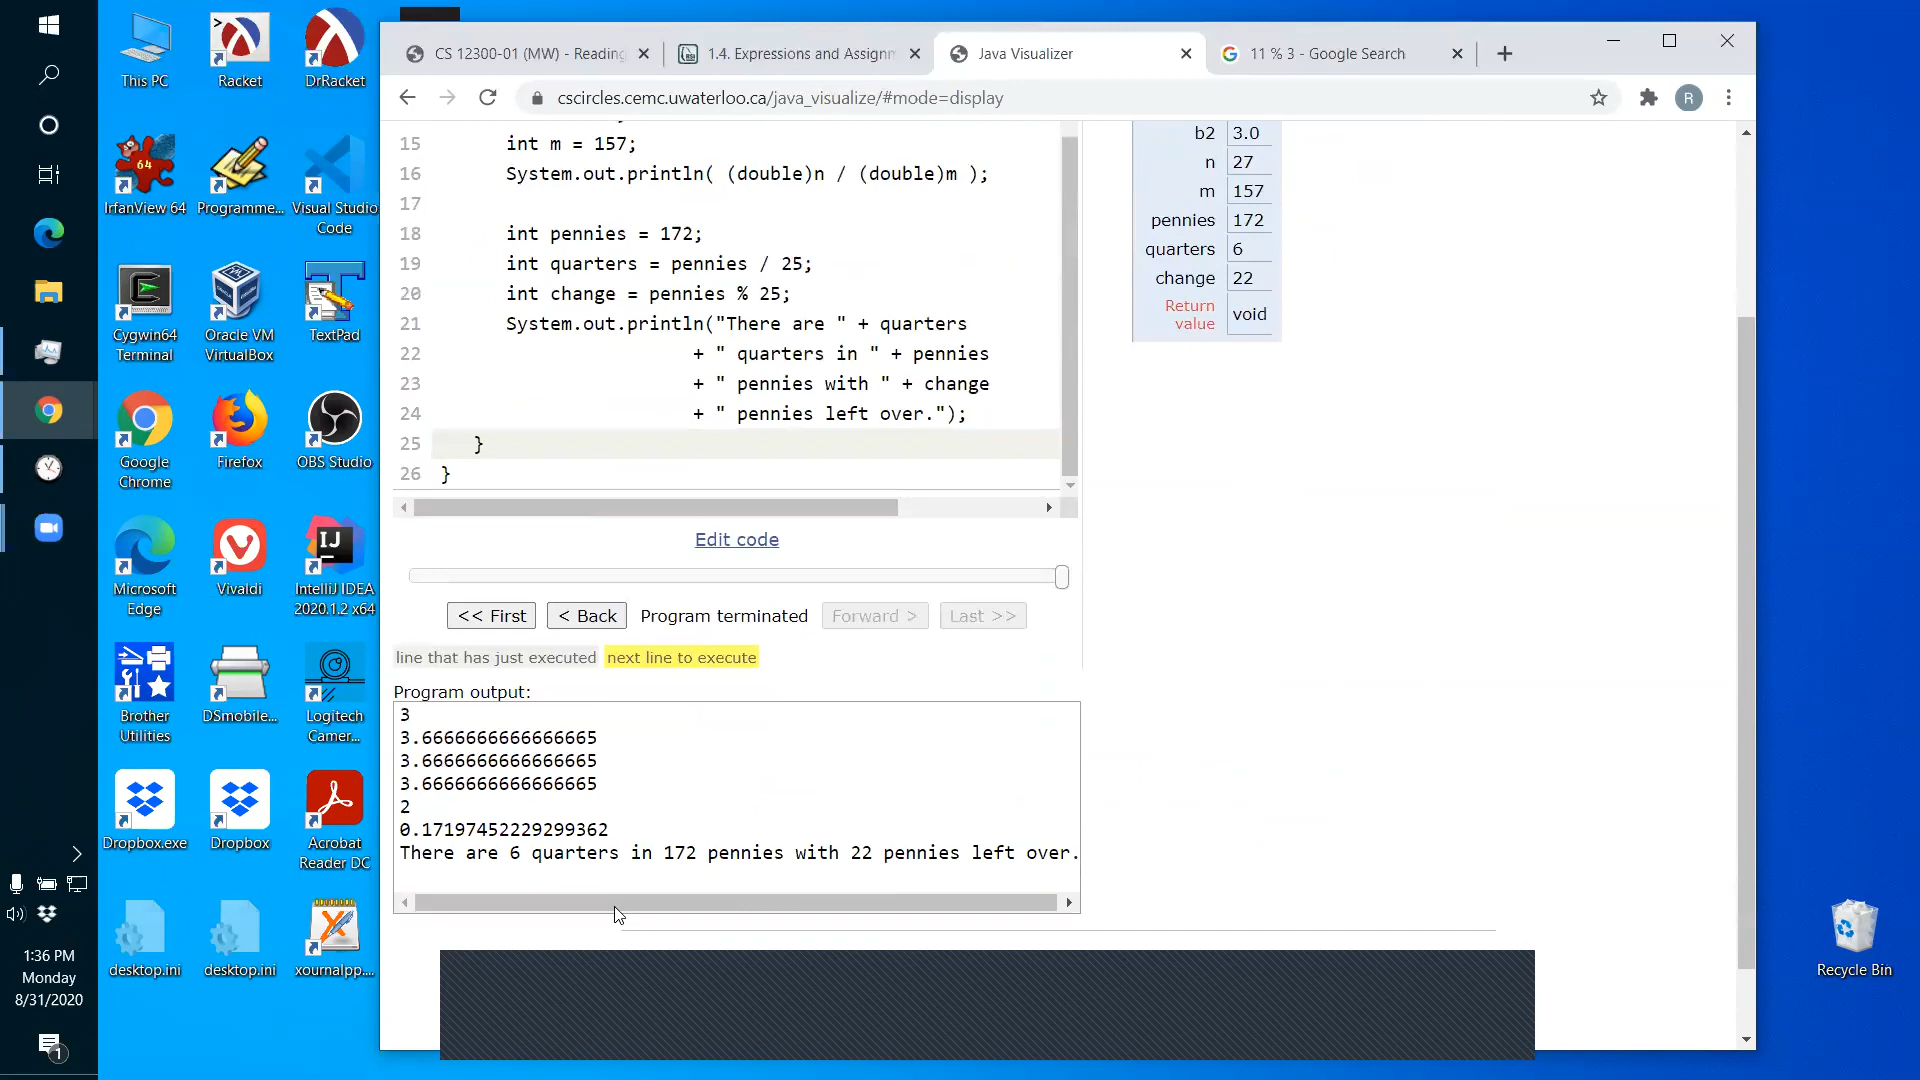 This PC
Racket
DrRacket
IrfanView 64
Programme...
Visual Studio Code
Cygwin64 Terminal
Oracle VM VirtualBox
TextPad
Google Chrome
Firefox
OBS Studio
Microsoft Edge
Vivaldi
IntelliJ IDEA 2020.1.2 x64
Brother Utilities
DSmobile...
Logitech Camer...
Dropbox.exe
Dropbox
Acrobat Reader DC
desktop.ini
desktop.ini
xournalpp....
1:36 PM
Monday
8/31/2020
1
CS 12300-01 (MW) - Reading
1.4. Expressions and Assignm
Java Visualizer
11 % 3 - Google Search
cscircles.cemc.uwaterloo.ca/java_visualize/#mode=display
R
15 int m = 157;
16 System.out.println( (double)n / (double)m );
17
18 int pennies = 172;
19 int quarters = pennies / 25;
20 int change = pennies % 25;
21 System.out.println("There are " + quarters
22 + " quarters in " + pennies
23 + " pennies with " + change
24 + " pennies left over.");
25 }
26 }
b2 3.0
n 27
m 157
pennies 172
quarters 6
change 22
Return value void
Edit code
<< First < Back Program terminated Forward > Last >>
line that has just executed next line to execute
Program output:
3
3.6666666666666665
3.6666666666666665
3.6666666666666665
2
0.17197452229299362
There are 6 quarters in 172 pennies with 22 pennies left over.
Recycle Bin